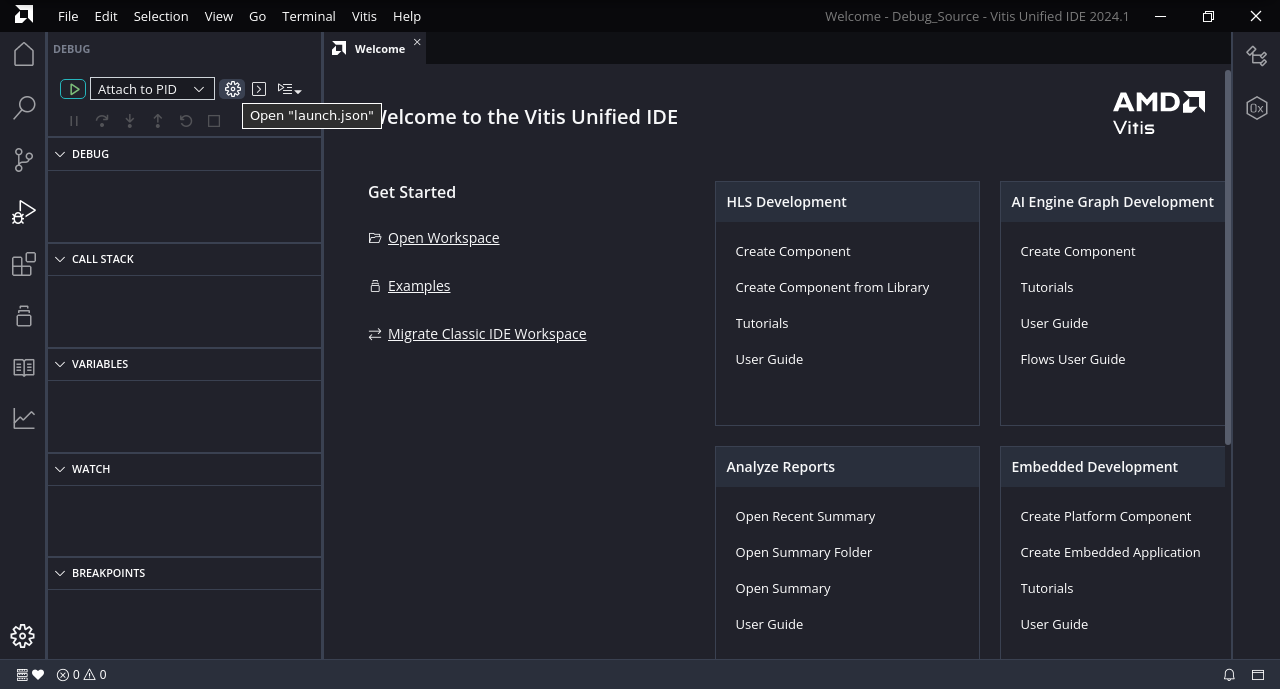 File Edit Selection View Go Terminal Vitis Help
Welcome - Debug_Source - Vitis Unified IDE 2024.1
DEBUG
Attach to PID
Open "launch.json"
DEBUG
CALL STACK
VARIABLES
WATCH
BREAKPOINTS
Welcome
elcome to the Vitis Unified IDE
AMD
Vitis
Get Started
Open Workspace
Examples
Migrate Classic IDE Workspace
HLS Development
Create Component
Create Component from Library
Tutorials
User Guide
AI Engine Graph Development
Create Component
Tutorials
User Guide
Flows User Guide
Analyze Reports
Open Recent Summary
Open Summary Folder
Open Summary
User Guide
Embedded Development
Create Platform Component
Create Embedded Application
Tutorials
User Guide
0x
0 0